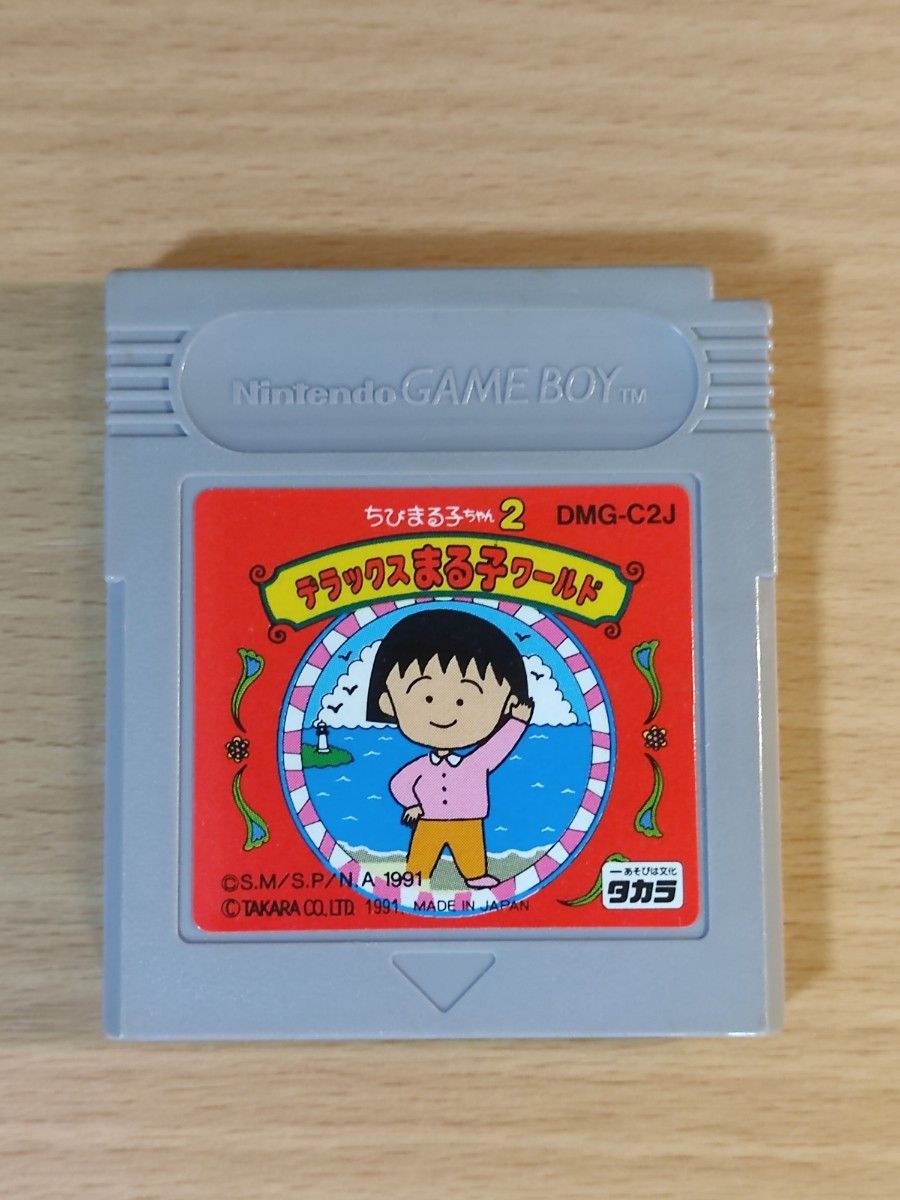 Nintendo GAME BOY TM
ちびまる子ちゃん2 DMG-C2J
デラックスまる子ワールド
©S.M/S.P/N.A 1991
©TAKARA CO.,LTD. 1991. MADE IN JAPAN
ーあそびは文化
タカラ